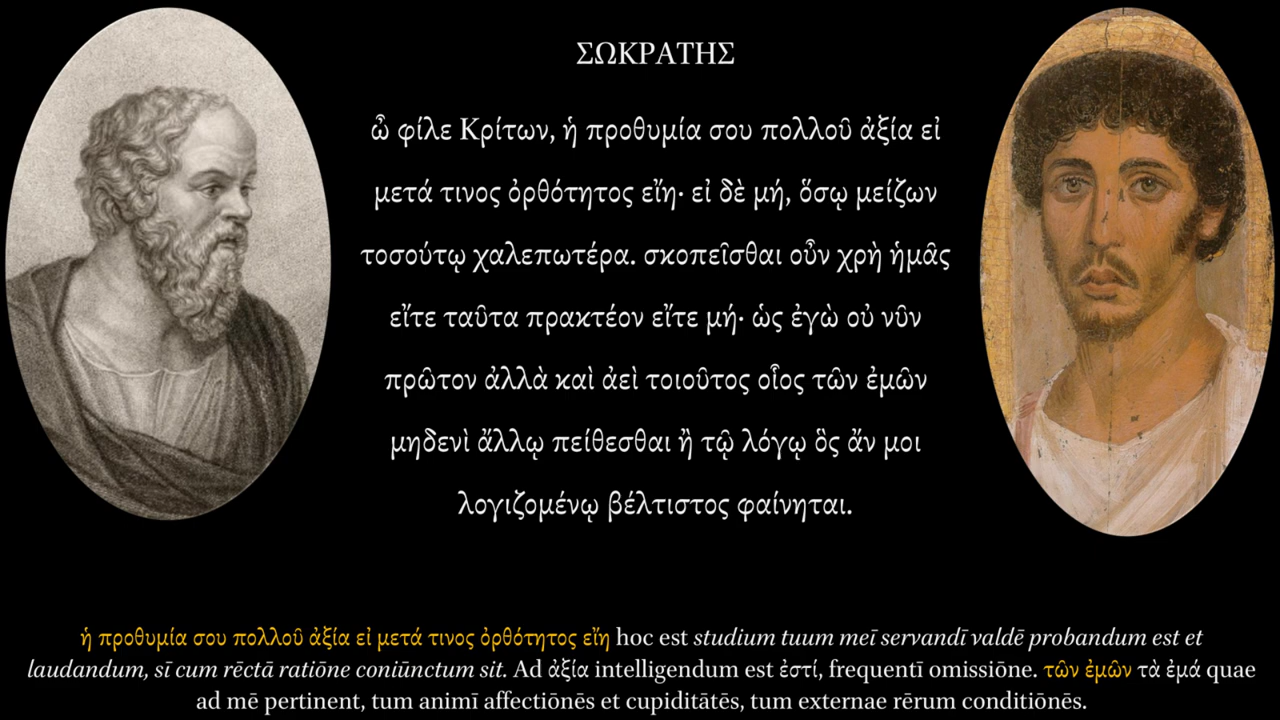 ΣΩΚΡΑΤΗΣ
ὦ φίλε Κρίτων, ἡ προθυμία σου πολλοῦ ἀξία εἰ
μετά τινος ὀρθότητος εἴη· εἰ δὲ μή, ὅσῳ μείζων
τοσούτῳ χαλεπωτέρα. σκοπεῖσθαι οὖν χρὴ ἡμᾶς
εἴτε ταῦτα πρακτέον εἴτε μή· ὡς ἐγὼ οὐ νῦν
πρῶτον ἀλλὰ καὶ ἀεὶ τοιοῦτος οἷος τῶν ἐμῶν
μηδενὶ ἄλλῳ πείθεσθαι ἢ τῷ λόγῳ ὃς ἄν μοι
λογιζομένῳ βέλτιστος φαίνηται.
ἡ προθυμία σου πολλοῦ ἀξία εἰ μετά τινος ὀρθότητος εἴη hoc est studium tuum meī servandī valdē probandum est et
laudandum, sī cum rēctā ratiōne coniūnctum sit. Ad ἀξία intelligendum est ἐστί, frequentī omissiōne. τῶν ἐμῶν τὰ ἐμά quae
ad mē pertinent, tum animī affectiōnēs et cupiditātēs, tum externae rērum conditiōnēs.